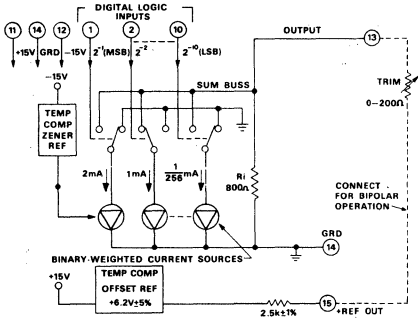 DIGITAL LOGIC
INPUTS
11 14 12 1 2 10
+15V GRD -15V 2⁻¹(MSB) 2⁻² 2⁻¹⁰(LSB)
OUTPUT
13
-15V
SUM BUSS
TRIM
0-200Ω
TEMP
COMP
ZENER
REF
2mA 1mA 1/256 mA
Ri
800Ω
CONNECT
FOR BIPOLAR
OPERATION
GRD
14
BINARY-WEIGHTED CURRENT SOURCES
+15V
TEMP COMP
OFFSET REF
+6.2V±5%
2.5k±1%
15
+REF OUT